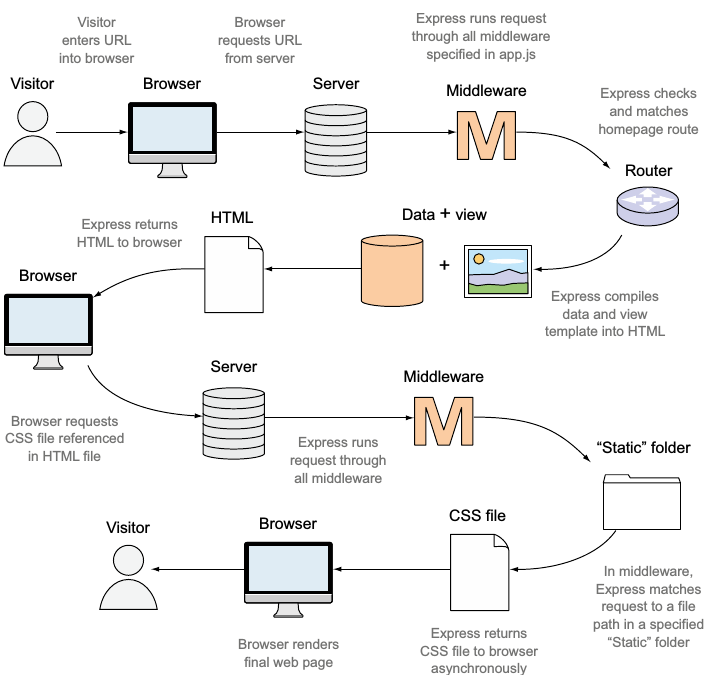 Visitor
enters URL
into browser
Browser
requests URL
from server
Express runs request
through all middleware
specified in app.js
Visitor
Browser
Server
Middleware
M
Express checks
and matches
homepage route
Router
Express returns
HTML to browser
HTML
Data + view
+
Express compiles
data and view
template into HTML
Browser
Server
Middleware
M
Browser requests
CSS file referenced
in HTML file
Express runs
request through
all middleware
“Static” folder
Visitor
Browser
CSS file
In middleware,
Express matches
request to a file
path in a specified
“Static” folder
Browser renders
final web page
Express returns
CSS file to browser
asynchronously